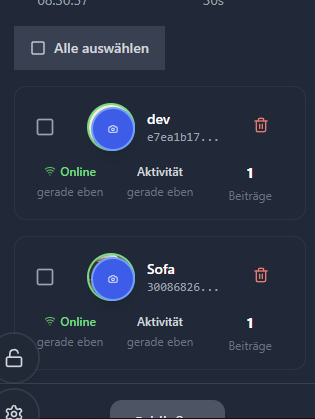 08:30:37 30s
Alle auswählen
dev
e7ea1b17...
Online Aktivität 1
gerade eben gerade eben Beiträge
Sofa
30086826...
Online Aktivität 1
gerade eben gerade eben Beiträge